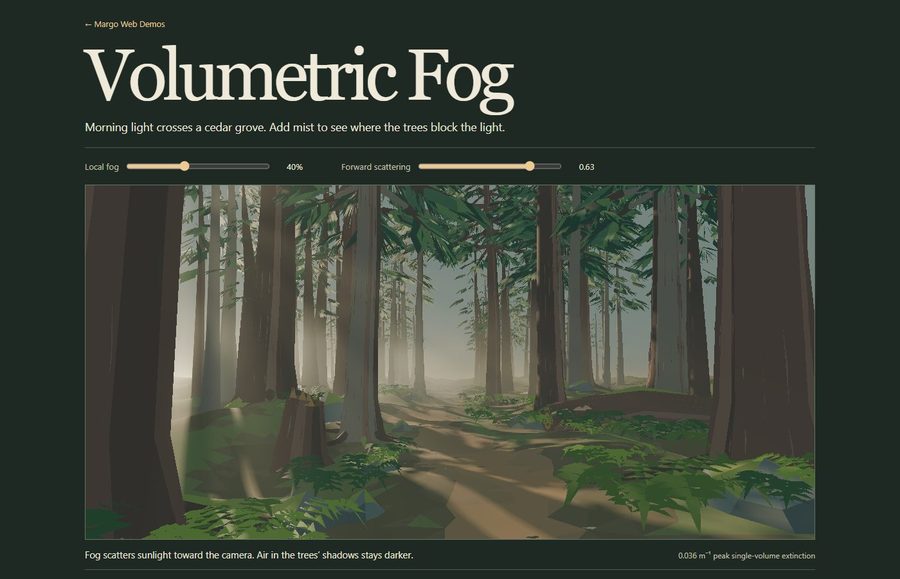 ← Margo Web Demos
Volumetric Fog
Morning light crosses a cedar grove. Add mist to see where the trees block the light.
Local fog 40% Forward scattering 0.63
Fog scatters sunlight toward the camera. Air in the trees’ shadows stays darker.
0.036 m⁻¹ peak single-volume extinction